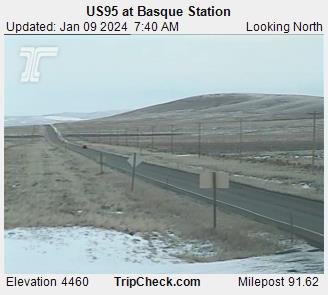 US95 at Basque Station
Updated: Jan 09 2024 7:40 AM Looking North
Elevation 4460 TripCheck.com Milepost 91.62